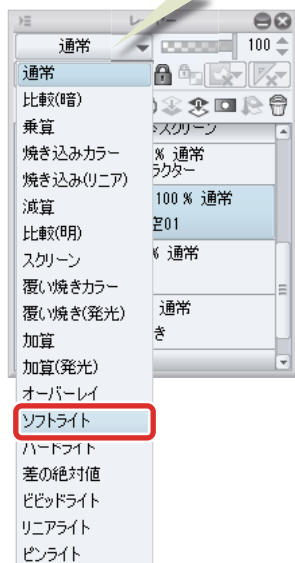 通常 100
通常
比較(暗)
乗算
焼き込みカラー
焼き込み(リニア)
減算
比較(明)
スクリーン
覆い焼きカラー
覆い焼き(発光)
加算
加算(発光)
オーバーレイ
ソフトライト
ハードライト
差の絶対値
ビビッドライト
リニアライト
ピンライト
スクリーン
% 通常
ラクター
100 % 通常
空01
% 通常
通常
き